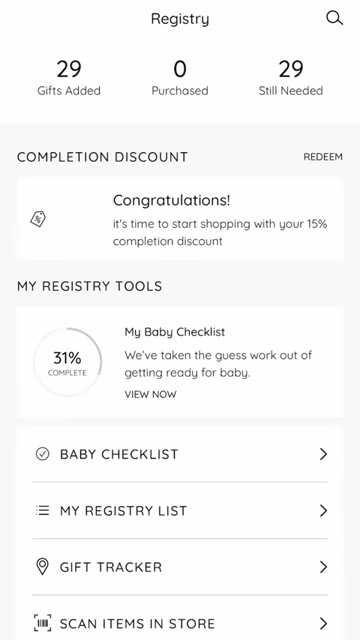 Registry
29 0 29
Gifts Added Purchased Still Needed
COMPLETION DISCOUNT REDEEM
Congratulations!
it's time to start shopping with your 15%
completion discount
MY REGISTRY TOOLS
My Baby Checklist
31%
COMPLETE
We've taken the guess work out of
getting ready for baby.
VIEW NOW
BABY CHECKLIST
MY REGISTRY LIST
GIFT TRACKER
SCAN ITEMS IN STORE